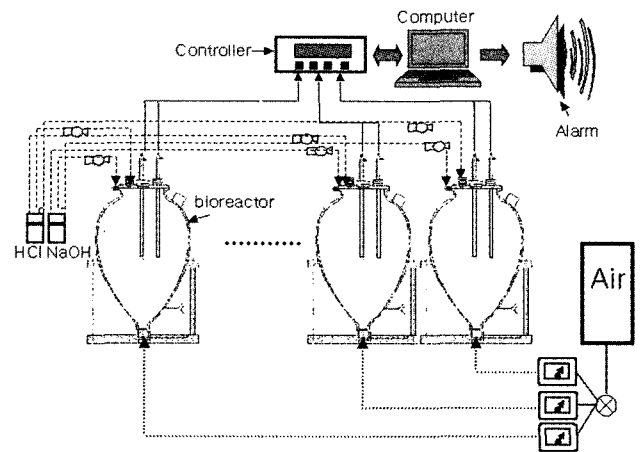 Computer
Controller
Alarm
bioreactor
HCl NaOH
Air